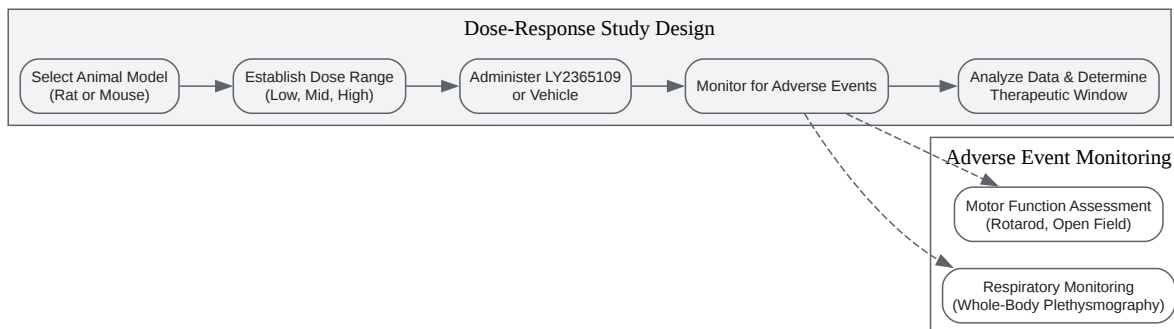 Dose-Response Study Design
Select Animal Model
(Rat or Mouse)
Establish Dose Range
(Low, Mid, High)
Administer LY2365109
or Vehicle
Monitor for Adverse Events
Analyze Data & Determine
Therapeutic Window
Adverse Event Monitoring
Motor Function Assessment
(Rotarod, Open Field)
Respiratory Monitoring
(Whole-Body Plethysmography)